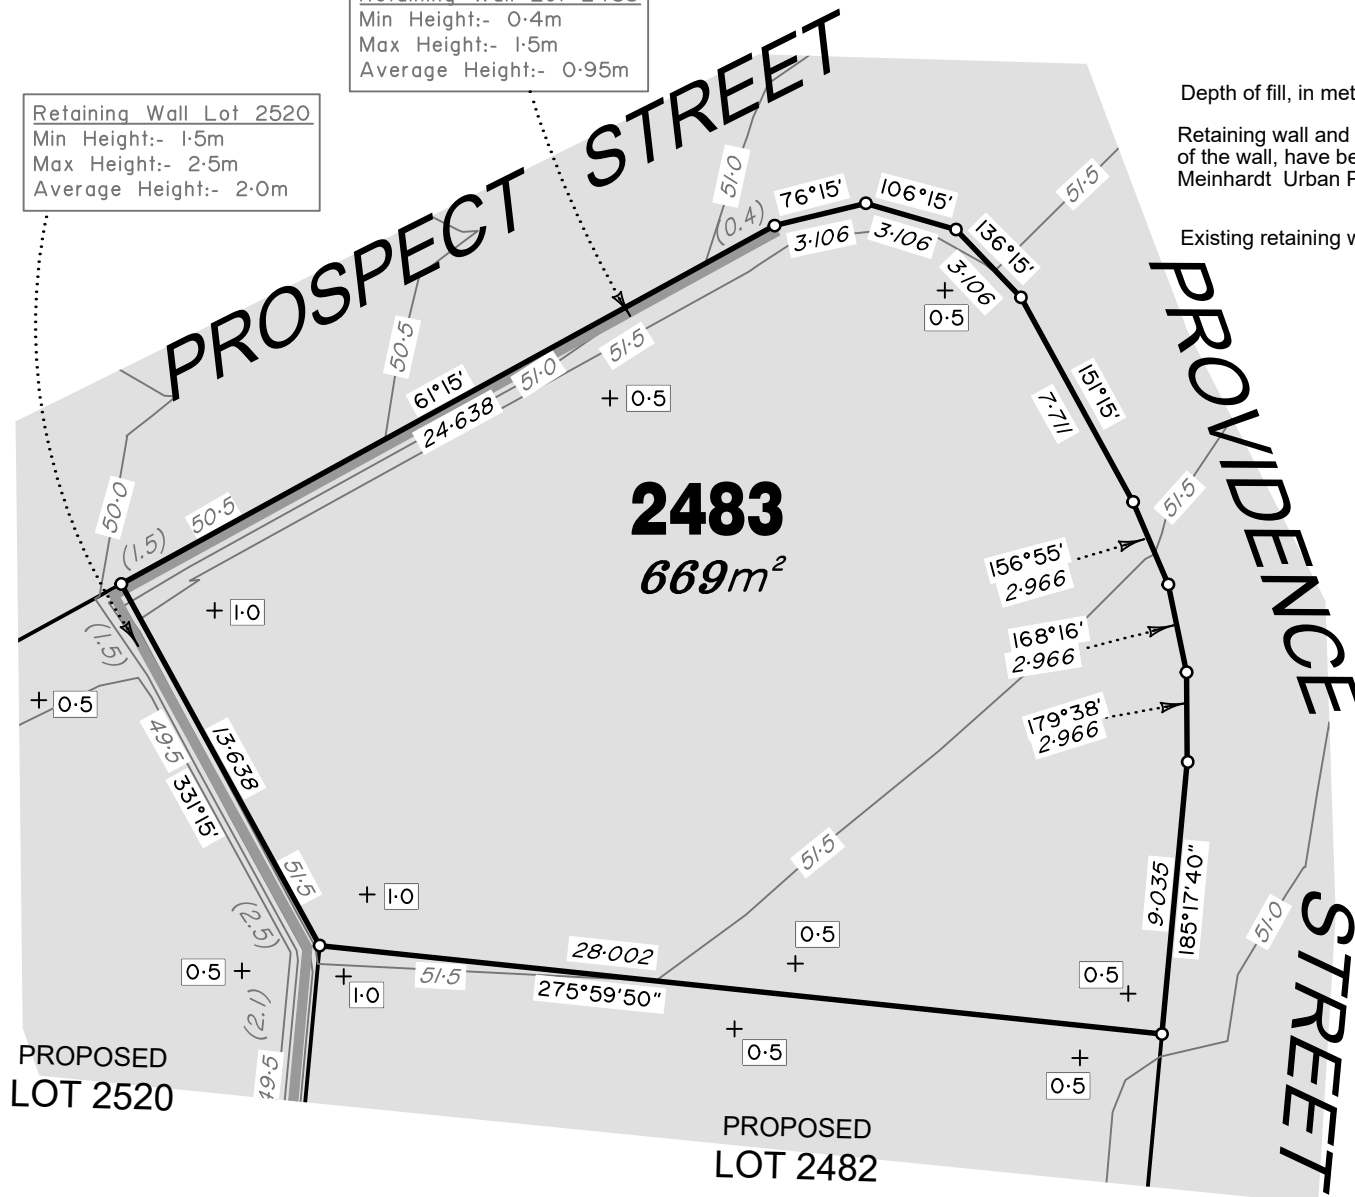 Min Height:- 0·4m
Max Height:- 1·5m
Average Height:- 0·95m
Retaining Wall Lot 2520
Min Height:- 1·5m
Max Height:- 2·5m
Average Height:- 2·0m
Depth of fill, in met
Retaining wall and
of the wall, have be
Meinhardt Urban P
Existing retaining w
PROSPECT STREET
PROVIDENCE STREET
51·0
51·5
(0.4)
76°15'
106°15'
136°15'
3·106
3·106
3·106
0·5
50·5
61°15'
24·638
51·0
51·5
0·5
151°15'
7·711
50·0
50·5
(1.5)
2483
669m²
51·5
156°55'
2·966
1·0
(1.5)
168°16'
2·966
0·5
179°38'
2·966
49·5
13·638
331°15'
51·5
51·5
9·035
185°17'40"
51·0
1·0
(2.5)
0·5
28·002
0·5
51·5
275°59'50"
1·0
0·5
(2.1)
0·5
0·5
49·5
PROPOSED
LOT 2520
PROPOSED
LOT 2482